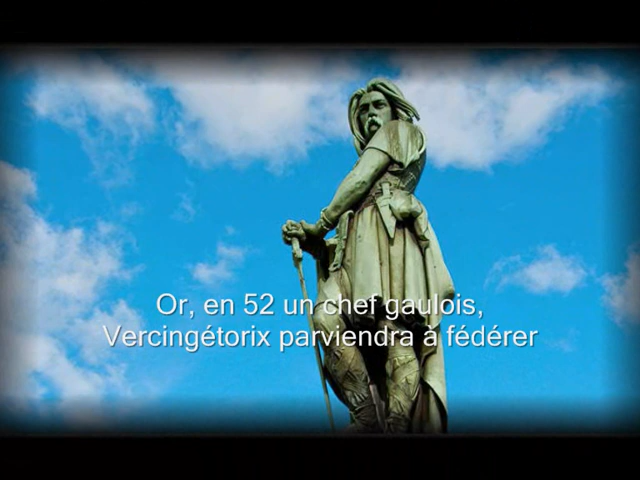 Or, en 52 un chef gaulois,
Vercingétorix parviendra à fédérer